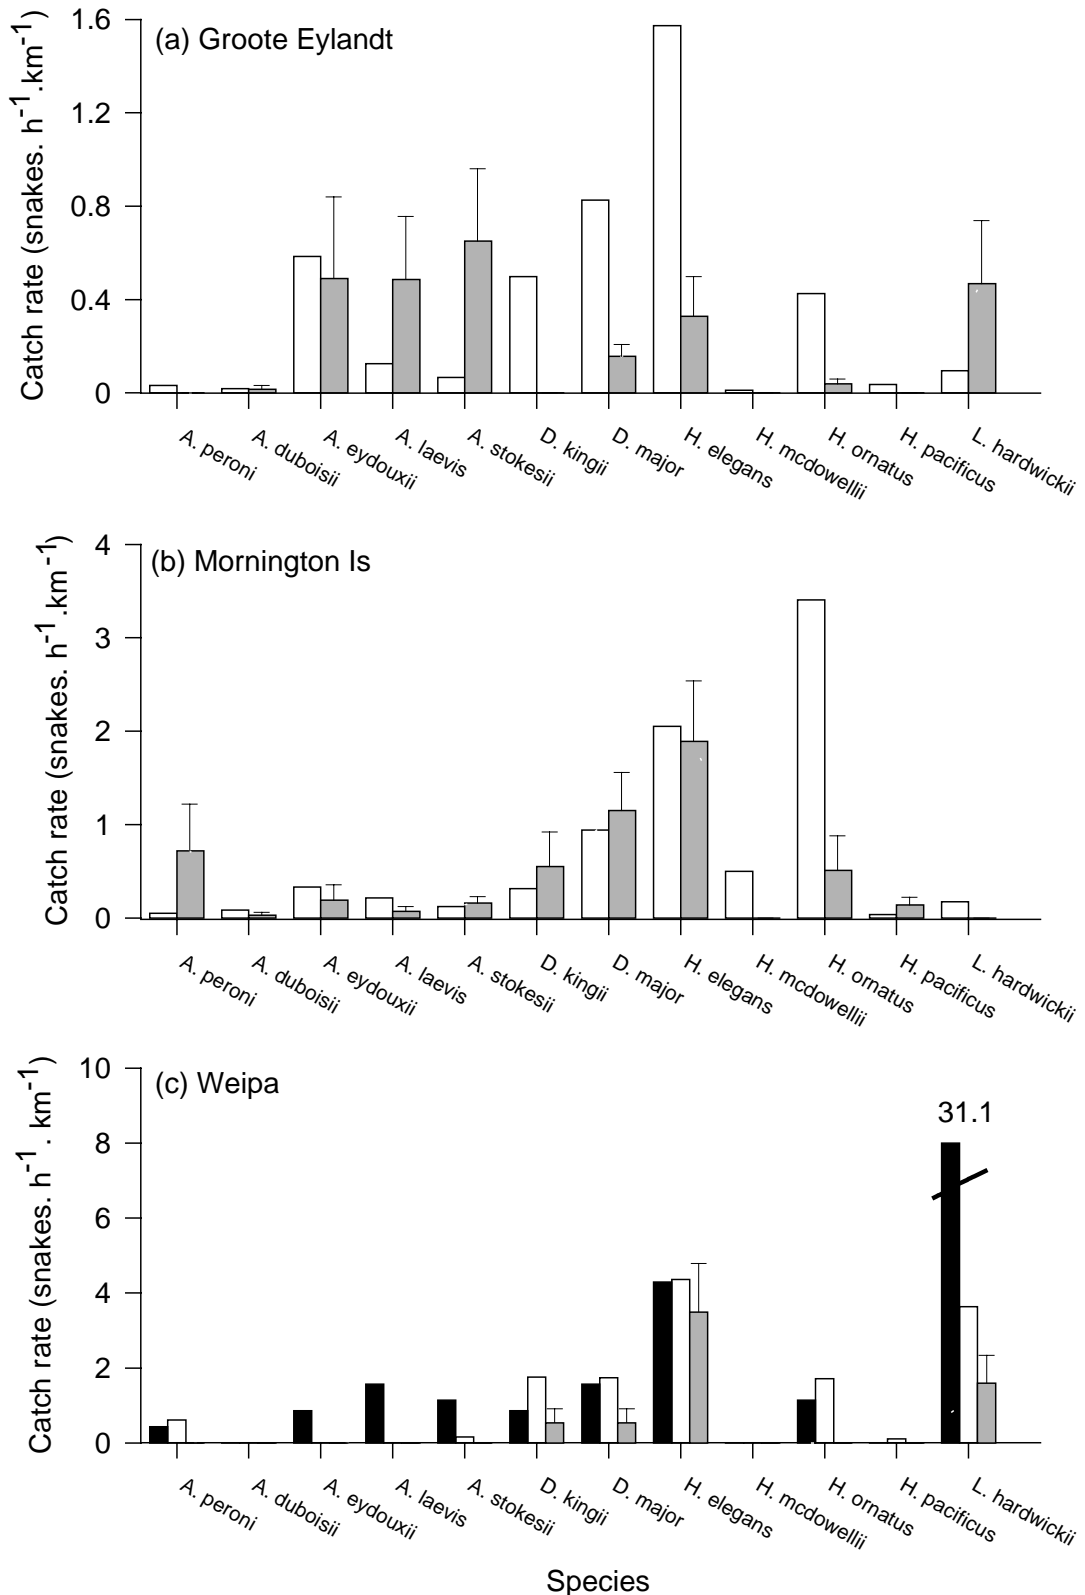 (a) Groote Eylandt
Catch rate (snakes. h-1.km-1)
1.6
1.2
0.8
0.4
0
A. peroni
A. duboisii
A. eydouxii
A. laevis
A. stokesii
D. kingii
D. major
H. elegans
H. mcdowellii
H. ornatus
H. pacificus
L. hardwickii
(b) Mornington Is
Catch rate (snakes. h-1.km-1)
4
3
2
1
0
A. peroni
A. duboisii
A. eydouxii
A. laevis
A. stokesii
D. kingii
D. major
H. elegans
H. mcdowellii
H. ornatus
H. pacificus
L. hardwickii
(c) Weipa
Catch rate (snakes. h-1. km-1)
10
8
6
4
2
0
31.1
A. peroni
A. duboisii
A. eydouxii
A. laevis
A. stokesii
D. kingii
D. major
H. elegans
H. mcdowellii
H. ornatus
H. pacificus
L. hardwickii
Species